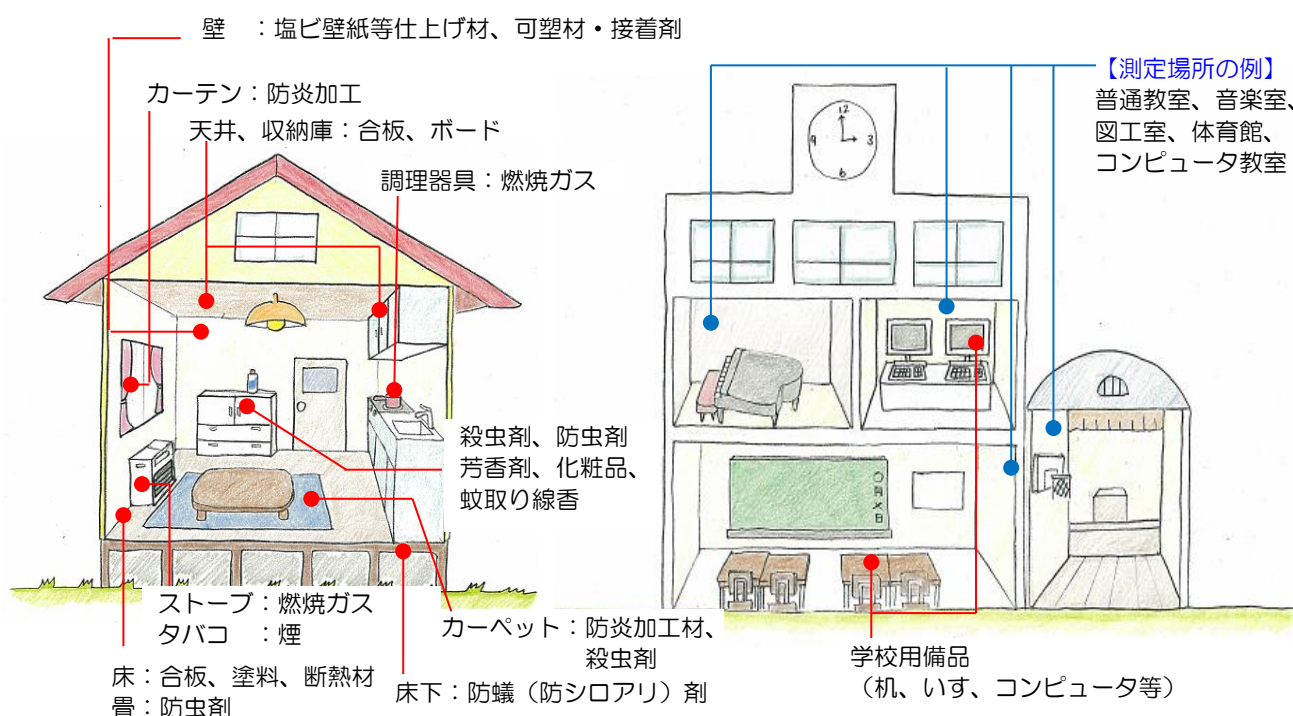 壁　：塩ビ壁紙等仕上げ材、可塑材・接着剤
カーテン：防炎加工
天井、収納庫：合板、ボード
調理器具：燃焼ガス
殺虫剤、防虫剤
芳香剤、化粧品、
蚊取り線香
ストーブ：燃焼ガス
タバコ　：煙
カーペット：防炎加工材、
殺虫剤
床：合板、塗料、断熱材
畳：防虫剤
床下：防蟻（防シロアリ）剤
【測定場所の例】
普通教室、音楽室、
図工室、体育館、
コンピュータ教室
12
9
3
6
○月×日
学校用備品
（机、いす、コンピュータ等）